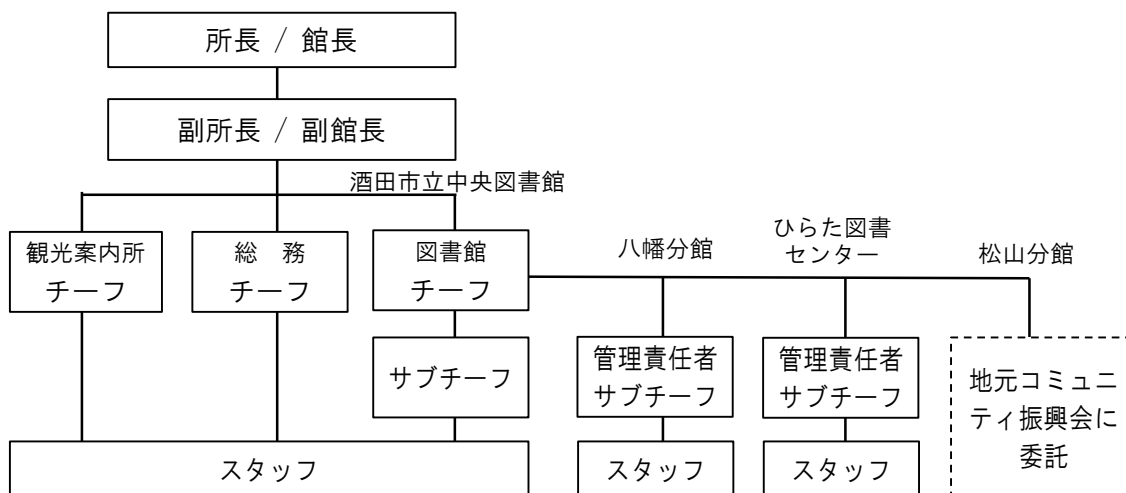 所長 / 館長
副所長 / 副館長
酒田市立中央図書館
観光案内所
チーフ
総　務
チーフ
図書館
チーフ
八幡分館
ひらた図書
センター
松山分館
サブチーフ
管理責任者
サブチーフ
管理責任者
サブチーフ
地元コミュニ
ティ振興会に
委託
スタッフ
スタッフ
スタッフ